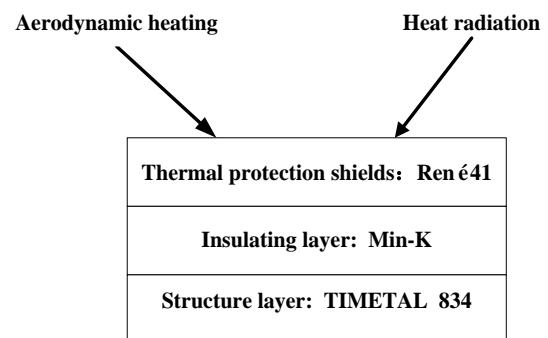 Aerodynamic heating
Heat radiation
Thermal protection shields: René41
Insulating layer: Min-K
Structure layer: TIMETAL 834